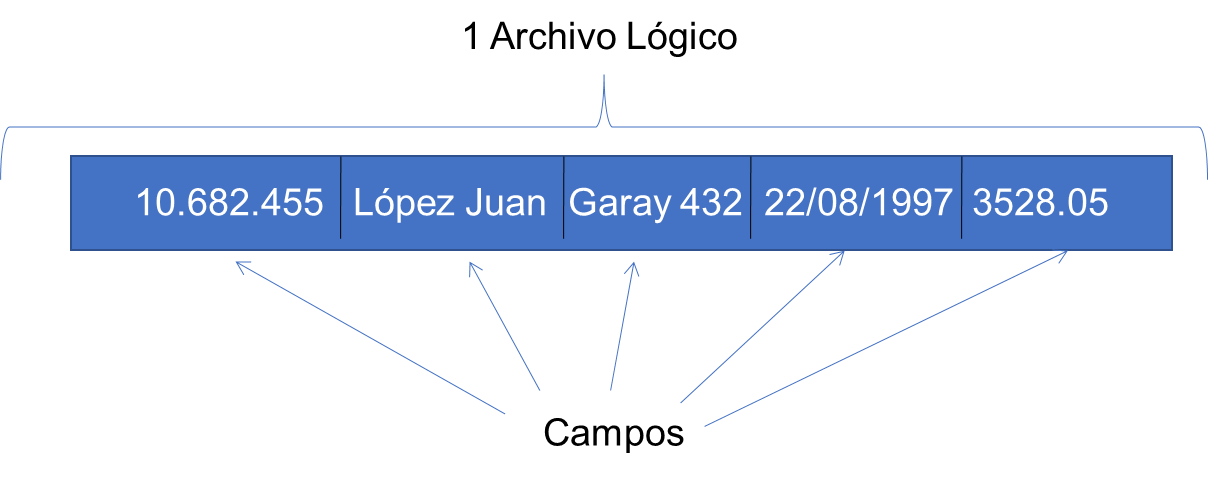 1 Archivo Lógico
10.682.455 López Juan Garay 432 22/08/1997 3528.05
Campos